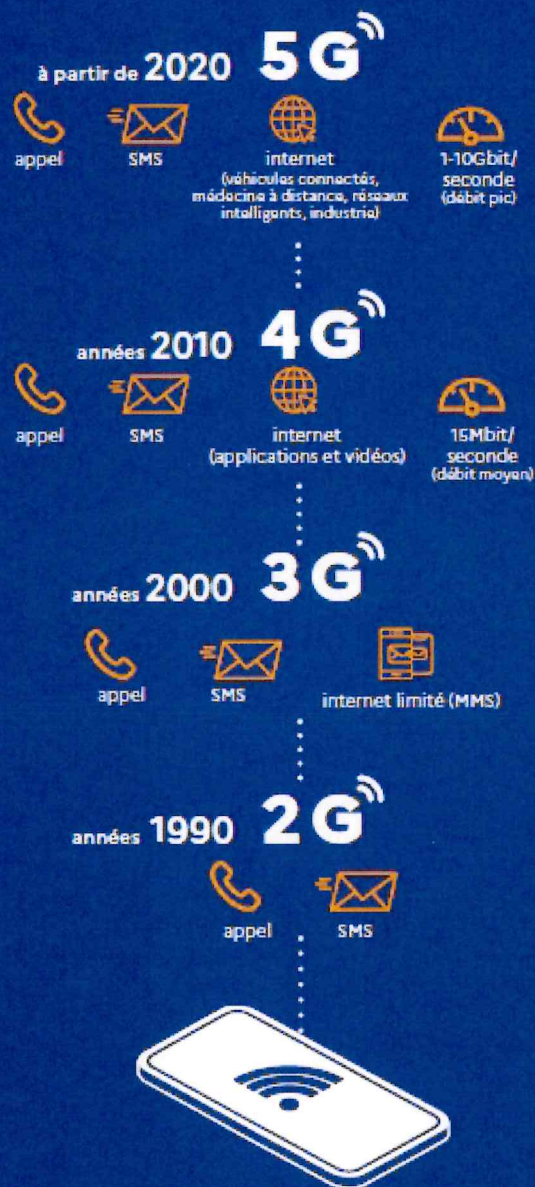 à partir de 2020 5G
appel
SMS
internet
(véhicules connectés,
médecine à distance, réseaux
intelligents, industrie)
1-10Gbit/
seconde
(débit pic)
années 2010 4G
appel
SMS
internet
(applications et vidéos)
15Mbit/
seconde
(débit moyen)
années 2000 3G
appel
SMS
internet limité (MMS)
années 1990 2G
appel
SMS